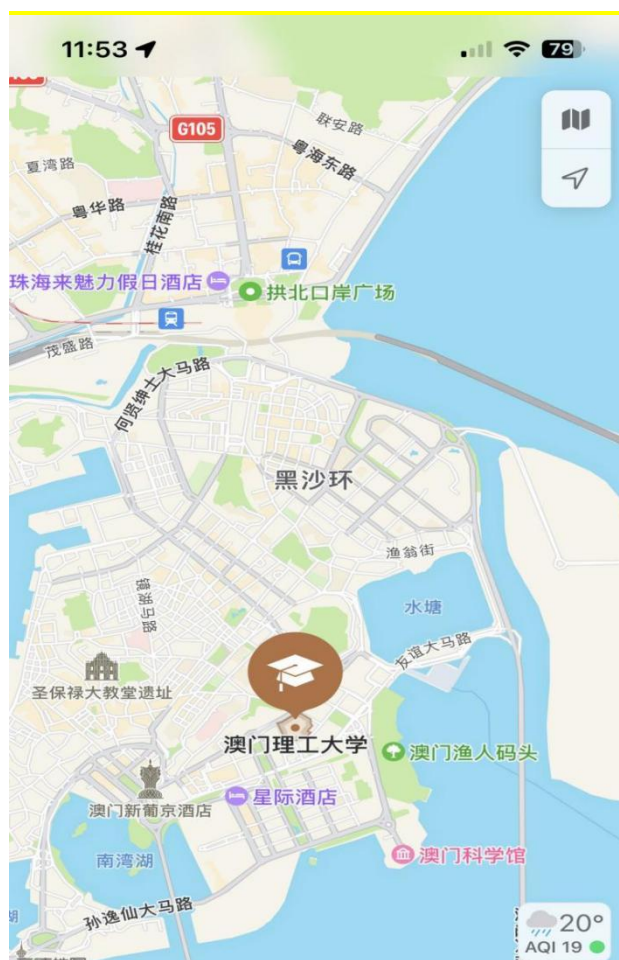 11:53
79
G105
联安路
粤海东路
夏湾路
粤华路
桂花南路
珠海来魅力假日酒店
拱北口岸广场
茂盛路
何贤绅士大马路
黑沙环
渔翁街
镜湖马路
水塘
友谊大马路
圣保禄大教堂遗址
澳门理工大学
澳门渔人码头
星际酒店
澳门新葡京酒店
澳门科学馆
南湾湖
湖
孙逸仙大马路
20°
AQI 19